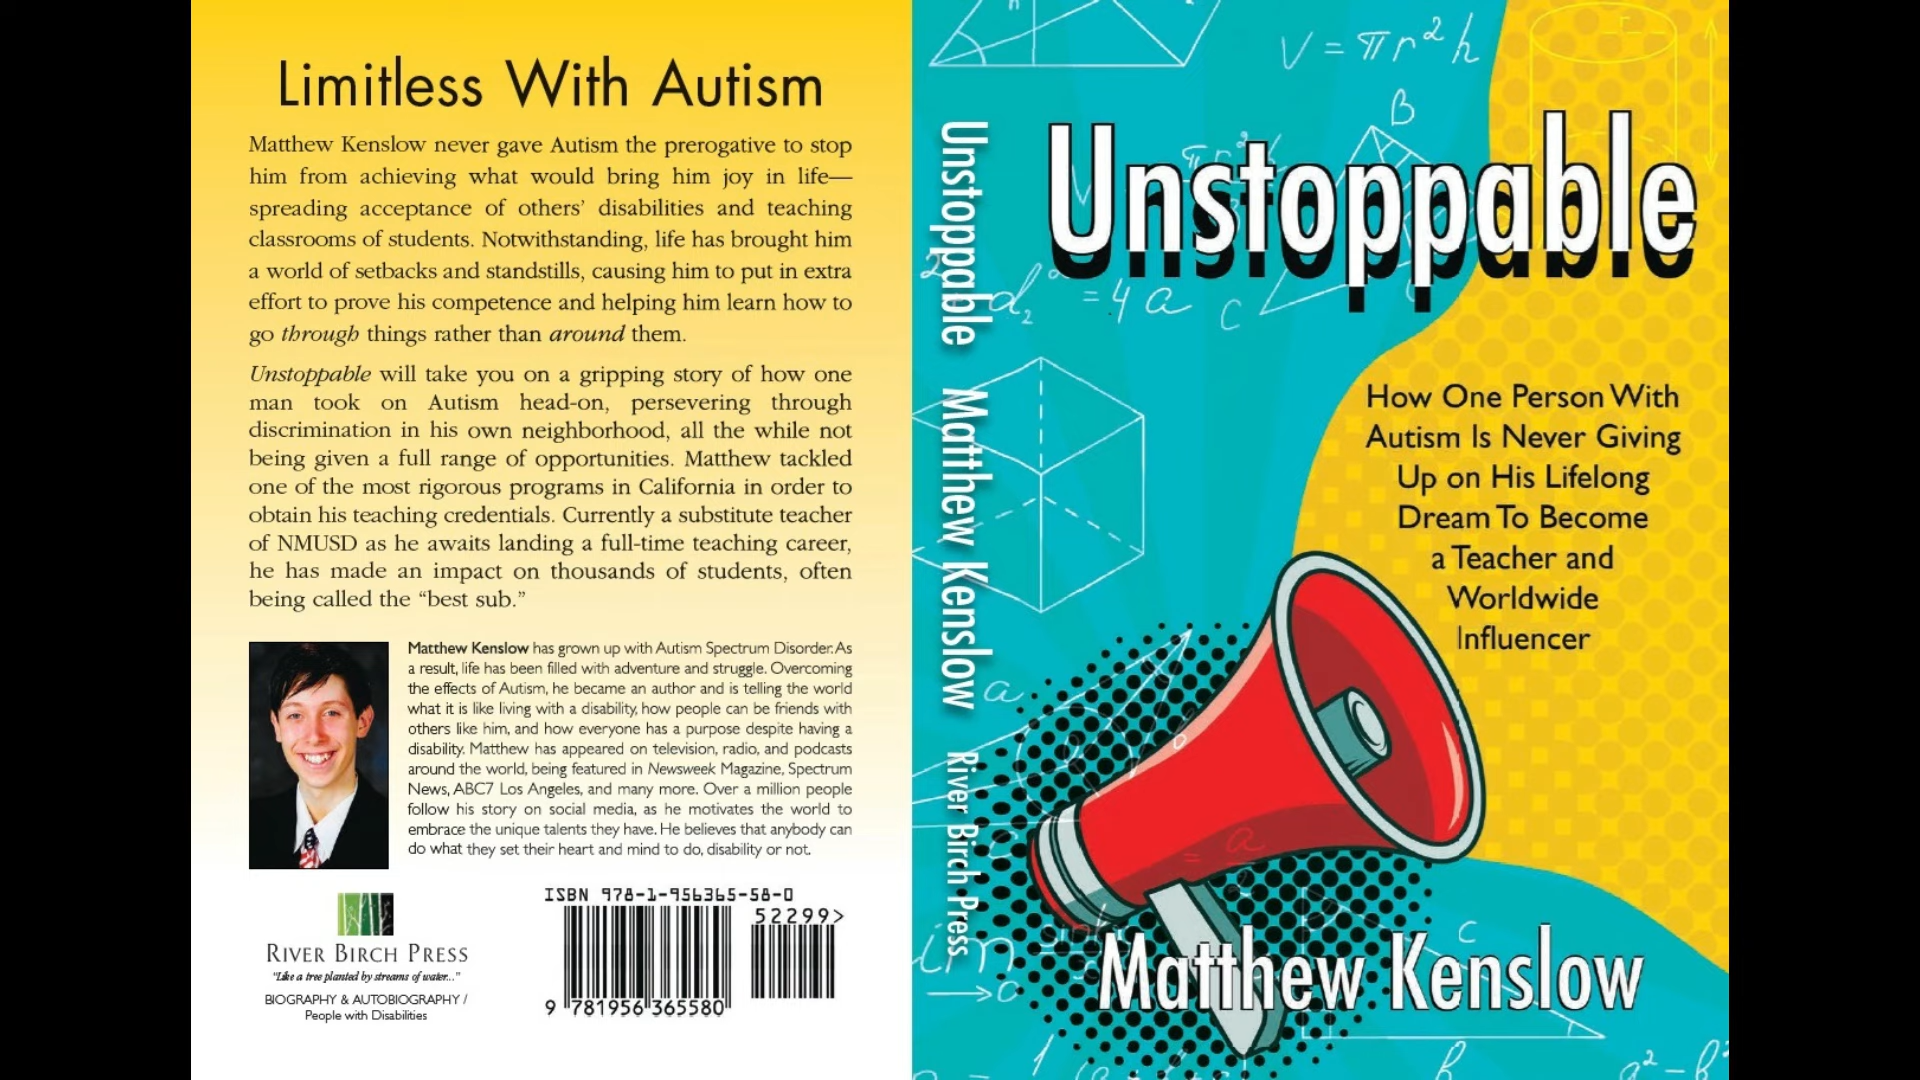 Limitless With Autism
Matthew Kenslow never gave Autism the prerogative to stop
him from achieving what would bring him joy in life—
spreading acceptance of others' disabilities and teaching
classrooms of students. Notwithstanding, life has brought him
a world of setbacks and standstills, causing him to put in extra
effort to prove his competence and helping him learn how to
go through things rather than around them.
Unstoppable will take you on a gripping story of how one
man took on Autism head-on, persevering through
discrimination in his own neighborhood, all the while not
being given a full range of opportunities. Matthew tackled
one of the most rigorous programs in California in order to
obtain his teaching credentials. Currently a substitute teacher
of NMUSD as he awaits landing a full-time teaching career,
he has made an impact on thousands of students, often
being called the “best sub.”
Matthew Kenslow has grown up with Autism Spectrum Disorder. As
a result, life has been filled with adventure and struggle. Overcoming
the effects of Autism, he became an author and is telling the world
what it is like living with a disability, how people can be friends with
others like him, and how everyone has a purpose despite having a
disability. Matthew has appeared on television, radio, and podcasts
around the world, being featured in Newsweek Magazine, Spectrum
News, ABC7 Los Angeles, and many more. Over a million people
follow his story on social media, as he motivates the world to
embrace the unique talents they have. He believes that anybody can
do what they set their heart and mind to do, disability or not.
RIVER BIRCH PRESS
“Like a tree planted by streams of water...”
BIOGRAPHY & AUTOBIOGRAPHY /
People with Disabilities
ISBN 978-1-956365-58-0
52299>
9 781956 365580
Unstoppable Matthew Kenslow River Birch Press
V = πr² h
B
Unstoppable
= 4 a
C
How One Person With
Autism Is Never Giving
Up on His Lifelong
Dream To Become
a Teacher and
Worldwide
Influencer
a
c
Matthew Kenslow